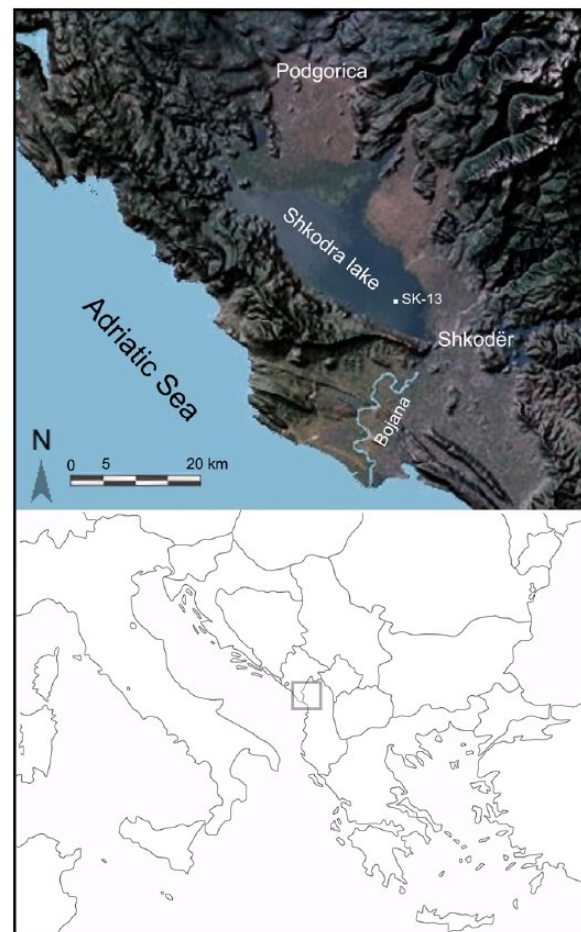 Podgorica
Shkodra lake
SK-13
Shkodër
Adriatic Sea
Bojana
N
0 5 20 km